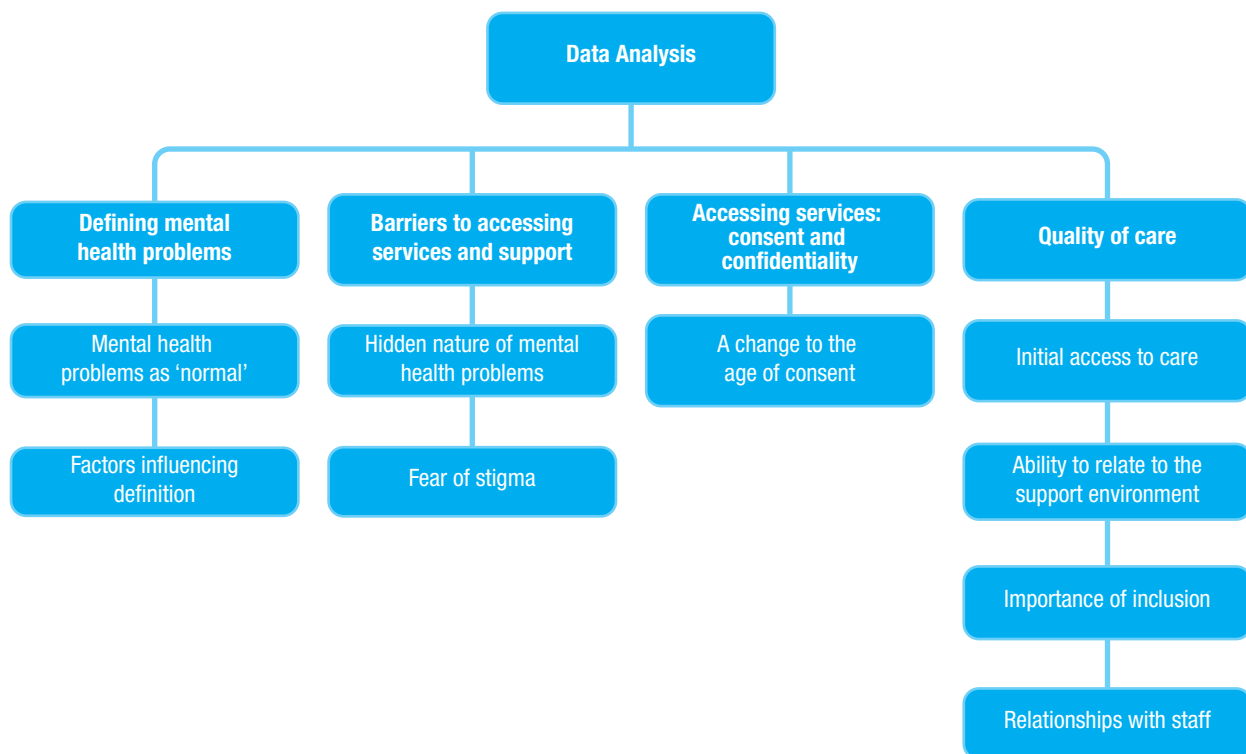 Data Analysis
Defining mental
health problems
Mental health
problems as ‘normal’
Factors influencing
definition
Barriers to accessing
services and support
Hidden nature of mental
health problems
Fear of stigma
Accessing services:
consent and
confidentiality
A change to the
age of consent
Quality of care
Initial access to care
Ability to relate to the
support environment
Importance of inclusion
Relationships with staff